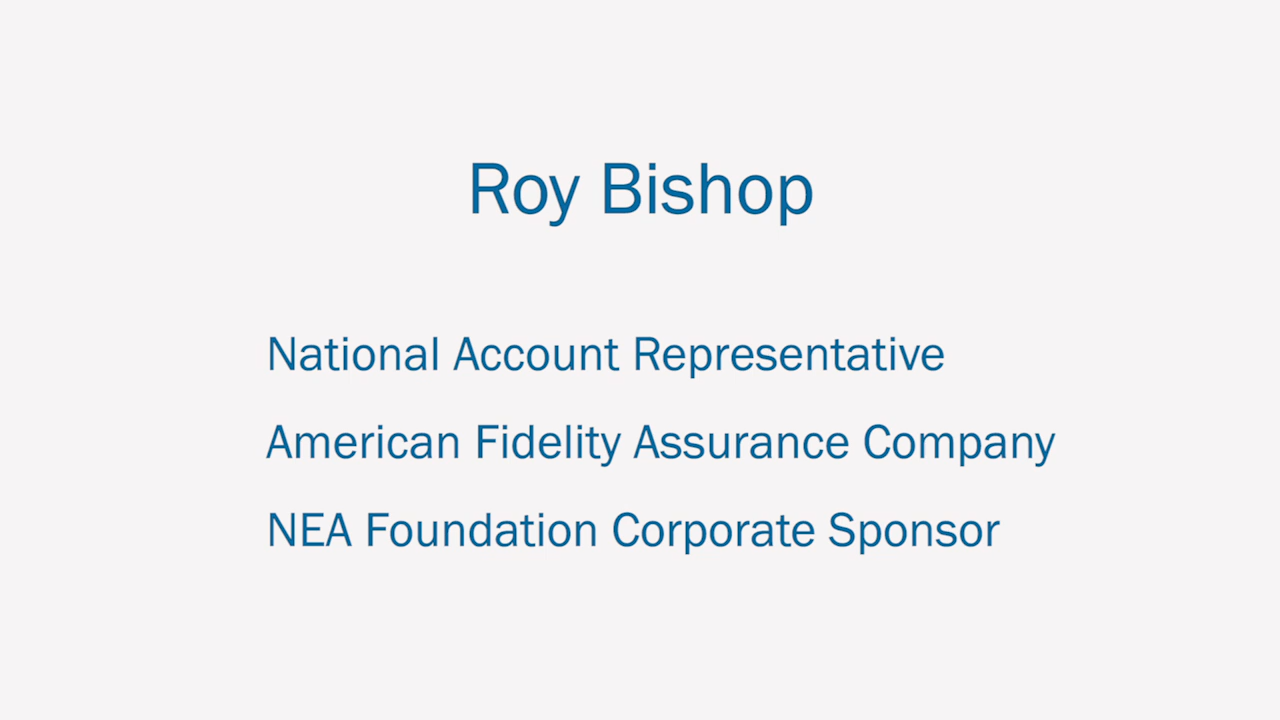 Roy Bishop
National Account Representative
American Fidelity Assurance Company
NEA Foundation Corporate Sponsor